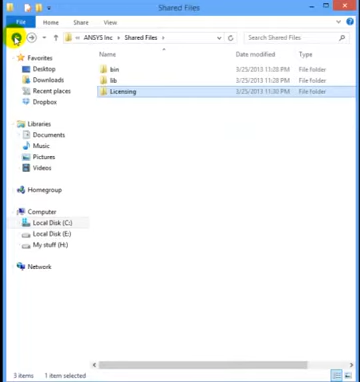 Shared Files
File Home Share View
« ANSYS Inc Shared Files Search Shared Files
Name Date modified Type
Favorites
Desktop
Downloads
Recent places
Dropbox
Libraries
Documents
Music
Pictures
Videos
Homegroup
Computer
Local Disk (C:)
Local Disk (E:)
My stuff (H:)
Network
bin 3/25/2013 11:28 PM File folder
lib 3/25/2013 11:28 PM File folder
Licensing 3/25/2013 11:30 PM File folder
3 items 1 item selected